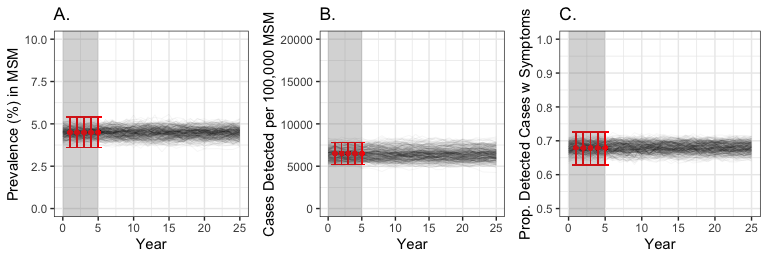 A.
Prevalence (%) in MSM
10.0
7.5
5.0
2.5
0.0
0 5 10 15 20 25
Year
B.
Cases Detected per 100,000 MSM
20000
15000
10000
5000
0
0 5 10 15 20 25
Year
C.
Prop. Detected Cases w Symptoms
1.0
0.9
0.8
0.7
0.6
0.5
0 5 10 15 20 25
Year